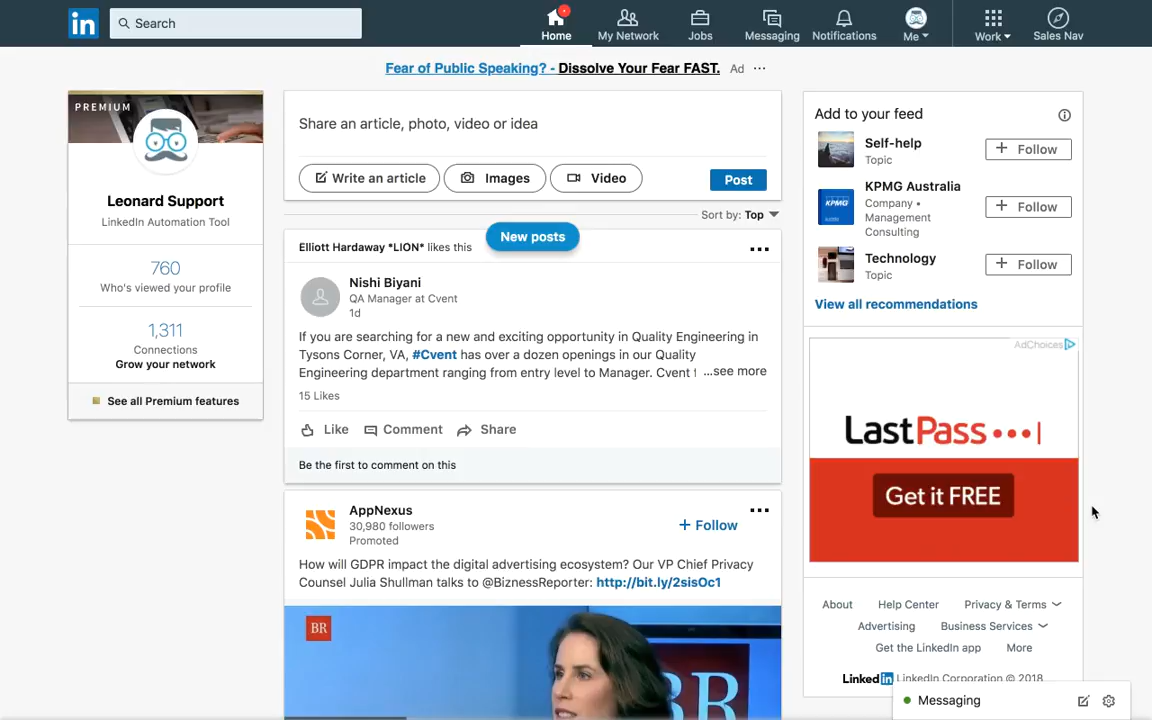 in
Search
Home
My Network
Jobs
Messaging
Notifications
Me
Work
Sales Nav
Fear of Public Speaking? - Dissolve Your Fear FAST. Ad ...
PREMIUM
Leonard Support
LinkedIn Automation Tool
760
Who's viewed your profile
1,311
Connections
Grow your network
See all Premium features
Share an article, photo, video or idea
Write an article
Images
Video
Post
Sort by: Top
New posts
Elliott Hardaway *LION* likes this
Nishi Biyani
QA Manager at Cvent
1d
If you are searching for a new and exciting opportunity in Quality Engineering in
Tysons Corner, VA, #Cvent has over a dozen openings in our Quality
Engineering department ranging from entry level to Manager. Cvent ...see more
15 Likes
Like
Comment
Share
Be the first to comment on this
AppNexus
30,980 followers
Promoted
+ Follow
How will GDPR impact the digital advertising ecosystem? Our VP Chief Privacy
Counsel Julia Shullman talks to @BiznessReporter: http://bit.ly/2sisOc1
BR
BR
Add to your feed
Self-help
Topic
+ Follow
KPMG
KPMG Australia
Company •
Management
Consulting
+ Follow
Technology
Topic
+ Follow
View all recommendations
AdChoices
LastPass •••|
Get it FREE
About
Help Center
Privacy & Terms
Advertising
Business Services
Get the LinkedIn app
More
LinkedIn LinkedIn Corporation © 2018
Messaging